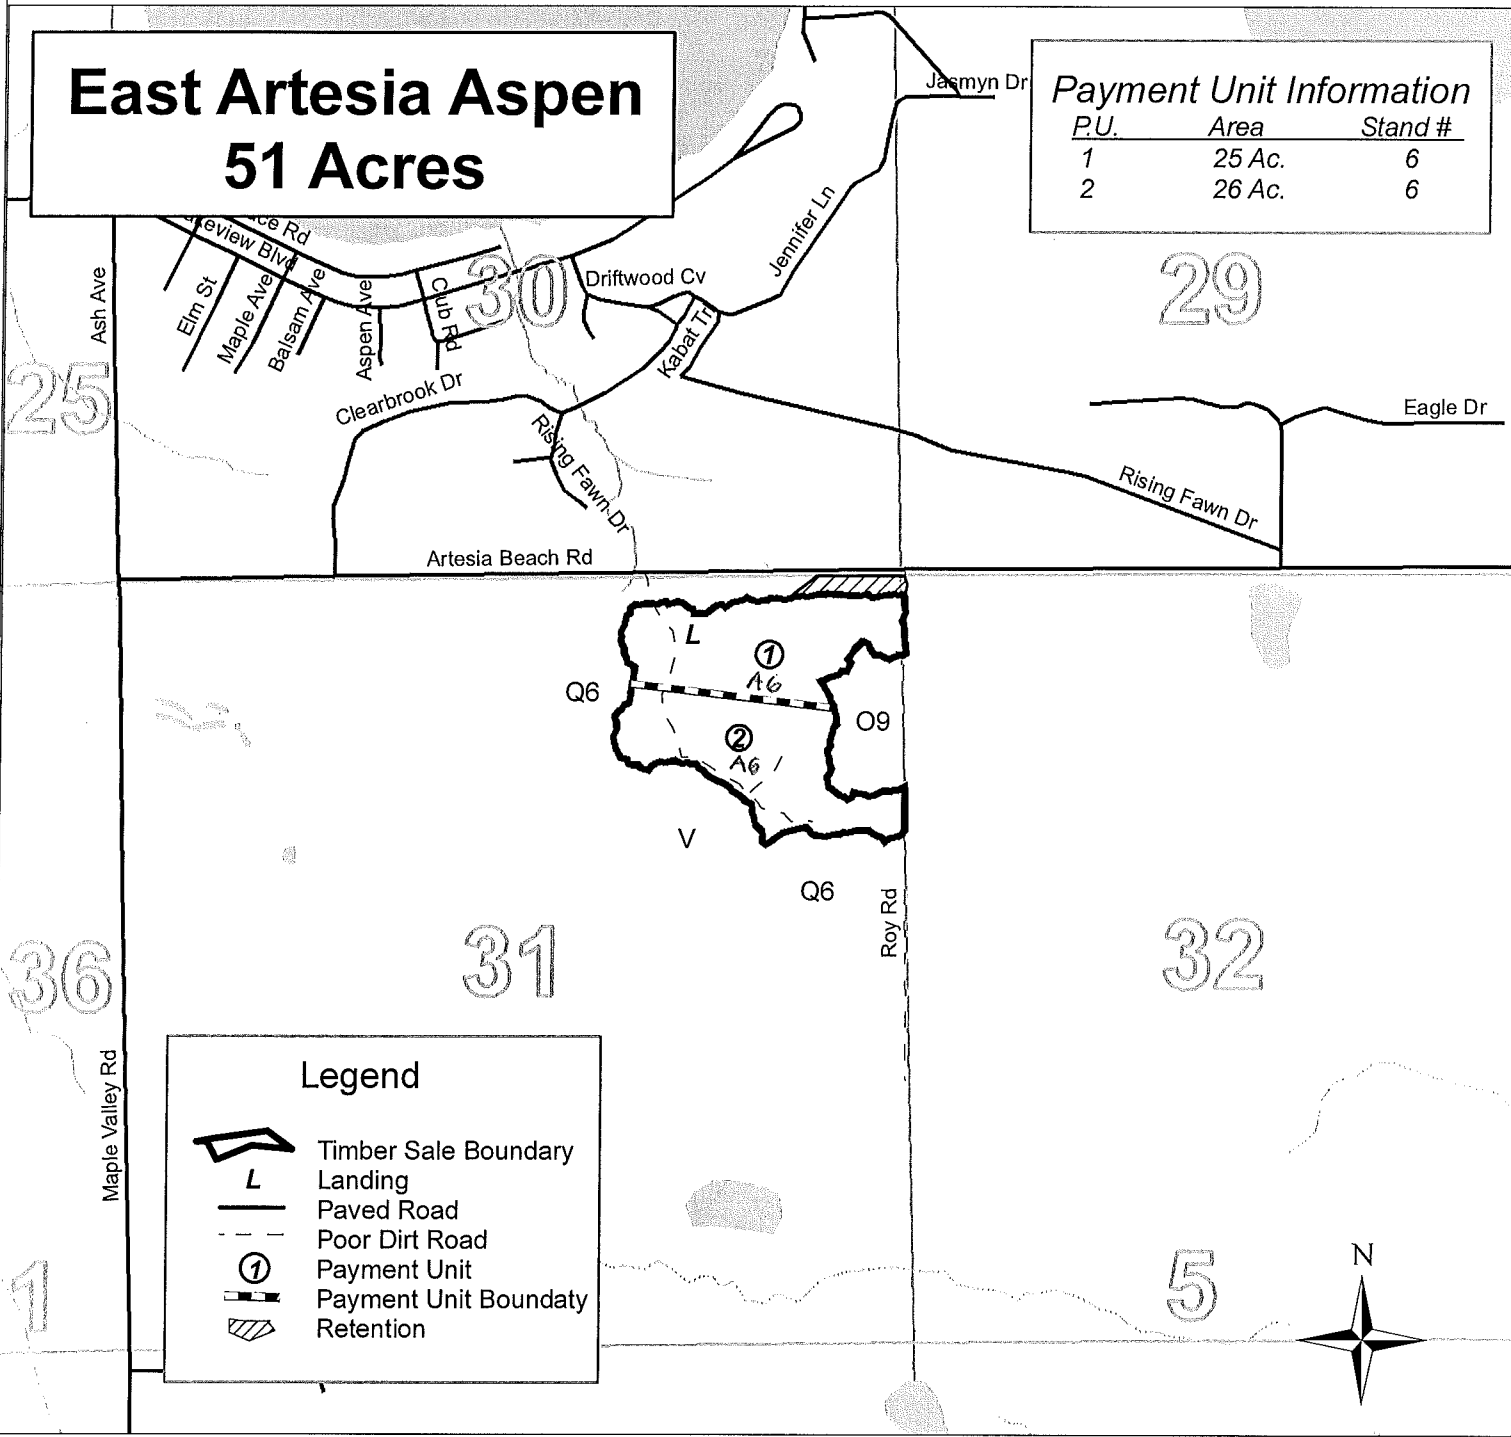 East Artesia Aspen
51 Acres
Payment Unit Information
P.U. Area Stand #
1 25 Ac. 6
2 26 Ac. 6
Jasmyn Dr
Jennifer Ln
Rd
Blvd
Driftwood Cv
30
29
Ash Ave
Elm St
Maple Ave
Balsam Ave
Aspen Ave
Club Rd
Kabat Tr
25
Clearbrook Dr
Eagle Dr
Rising Fawn Dr
Rising Fawn Dr
Artesia Beach Rd
L
1
A6
Q6
O9
2
A6
V
Q6
Roy Rd
36
31
32
Maple Valley Rd
Legend
Timber Sale Boundary
L Landing
Paved Road
Poor Dirt Road
1 Payment Unit
Payment Unit Boundaty
Retention
1
5
N